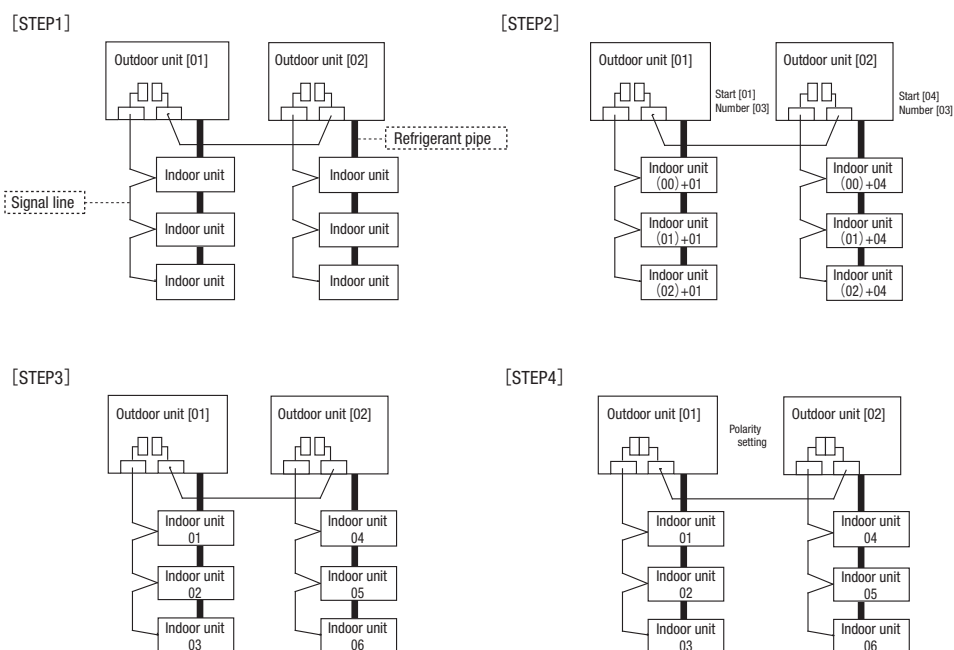 ［STEP1］
Outdoor unit [01]
Outdoor unit [02]
Refrigerant pipe
Signal line
Indoor unit
Indoor unit
Indoor unit
Indoor unit
Indoor unit
Indoor unit
［STEP2］
Outdoor unit [01]
Start [01]
Number [03]
Outdoor unit [02]
Start [04]
Number [03]
Indoor unit
（00）+01
Indoor unit
（01）+01
Indoor unit
（02）+01
Indoor unit
（00）+04
Indoor unit
（01）+04
Indoor unit
（02）+04
［STEP3］
Outdoor unit [01]
Outdoor unit [02]
Indoor unit
01
Indoor unit
02
Indoor unit
03
Indoor unit
04
Indoor unit
05
Indoor unit
06
［STEP4］
Outdoor unit [01]
Polarity
setting
Outdoor unit [02]
Indoor unit
01
Indoor unit
02
Indoor unit
03
Indoor unit
04
Indoor unit
05
Indoor unit
06